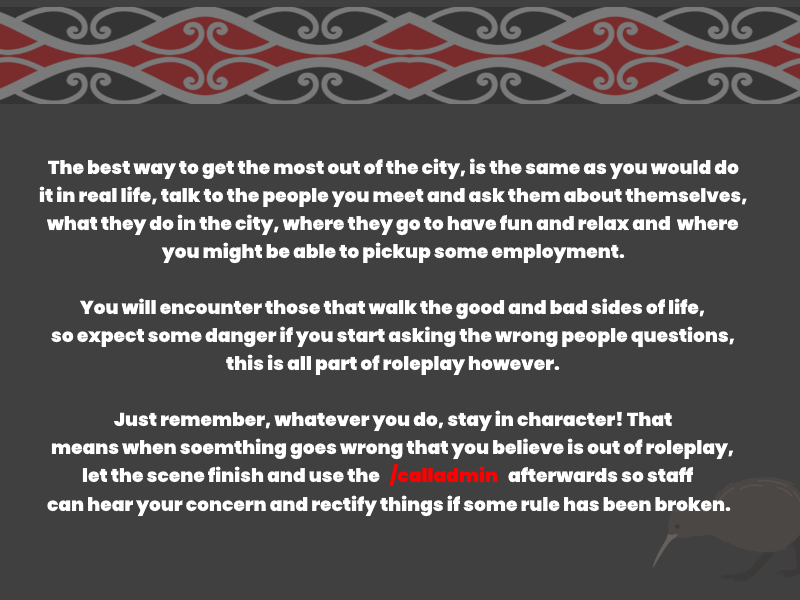 The best way to get the most out of the city, is the same as you would do
it in real life, talk to the people you meet and ask them about themselves,
what they do in the city, where they go to have fun and relax and where
you might be able to pickup some employment.
You will encounter those that walk the good and bad sides of life,
so expect some danger if you start asking the wrong people questions,
this is all part of roleplay however.
Just remember, whatever you do, stay in character! That
means when soemthing goes wrong that you believe is out of roleplay,
let the scene finish and use the /calladmin afterwards so staff
can hear your concern and rectify things if some rule has been broken.